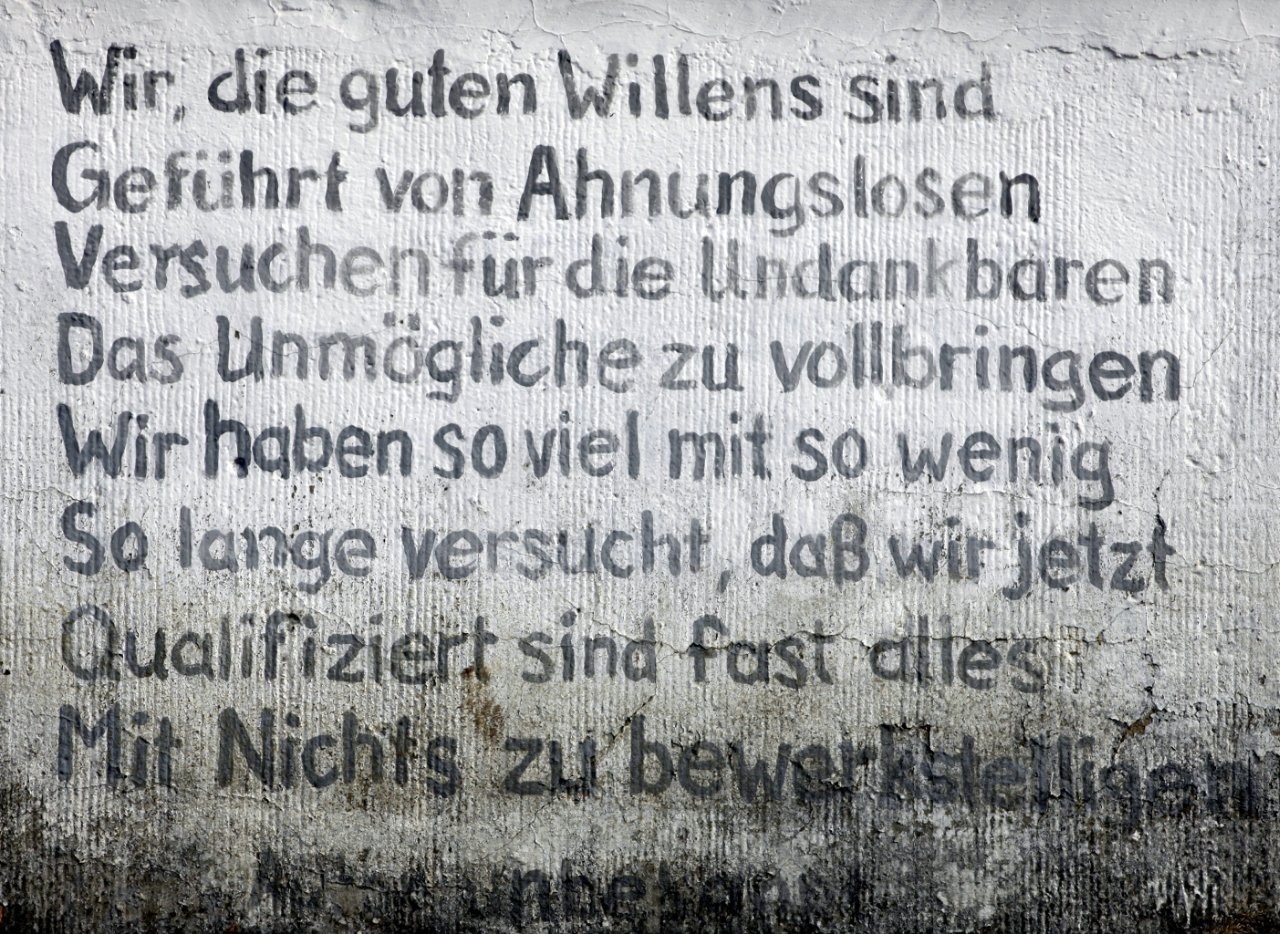 Wir, die guten Willens sind
Geführt von Ahnungslosen
Versuchen für die Undankbaren
Das Unmögliche zu vollbringen
Wir haben so viel mit so wenig
So lange versucht, daß wir jetzt
Qualifiziert sind fast alles
Mit Nichts zu bewerkstelligen